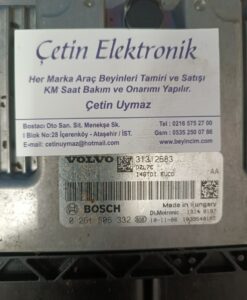 Çetin Elektronik
Her Marka Araç Beyinleri Tamiri ve Satışı
KM Saat Bakım ve Onarımı Yapılır.
Çetin Uymaz
Bostacı Oto San. Sit. Menekşe Sk.
I Blok No:28 İçerenköy - Ataşehir / İST.
E-mail: cetinuymaz@hotmail.com
Tel : 0216 575 27 00
Gsm : 0535 250 07 86
www.beyincim.com
VOLVO 31312603
AA
BOSCH
Made in Hungary
0 261 S06 332